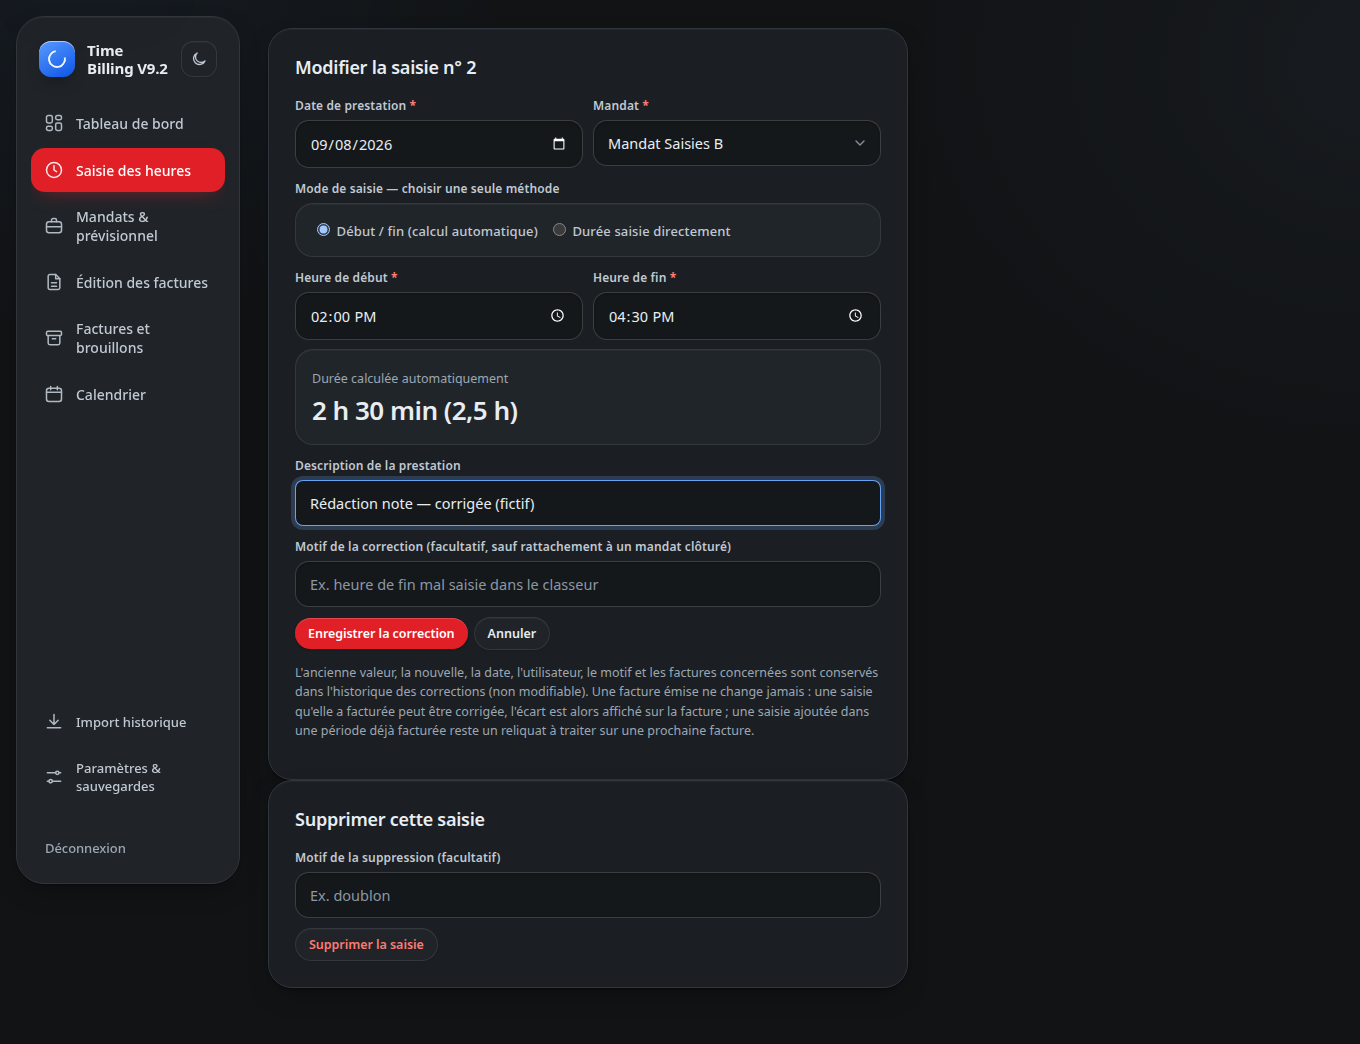 Time
Billing V9.2
Tableau de bord
Saisie des heures
Mandats &
prévisionnel
Édition des factures
Factures et
brouillons
Calendrier
Import historique
Paramètres &
sauvegardes
Déconnexion
Modifier la saisie n° 2
Date de prestation *
Mandat *
09/08/2026
Mandat Saisies B
Mode de saisie — choisir une seule méthode
Début / fin (calcul automatique)
Durée saisie directement
Heure de début *
Heure de fin *
02:00 PM
04:30 PM
Durée calculée automatiquement
2 h 30 min (2,5 h)
Description de la prestation
Rédaction note — corrigée (fictif)
Motif de la correction (facultatif, sauf rattachement à un mandat clôturé)
Ex. heure de fin mal saisie dans le classeur
Enregistrer la correction
Annuler
L'ancienne valeur, la nouvelle, la date, l'utilisateur, le motif et les factures concernées sont conservés
dans l'historique des corrections (non modifiable). Une facture émise ne change jamais : une saisie
qu'elle a facturée peut être corrigée, l'écart est alors affiché sur la facture ; une saisie ajoutée dans
une période déjà facturée reste un reliquat à traiter sur une prochaine facture.
Supprimer cette saisie
Motif de la suppression (facultatif)
Ex. doublon
Supprimer la saisie